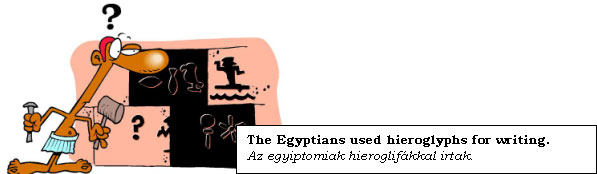 ?
?
The Egyptians used hieroglyphs for writing.
Az egyiptomiak hieroglifákkal írtak.